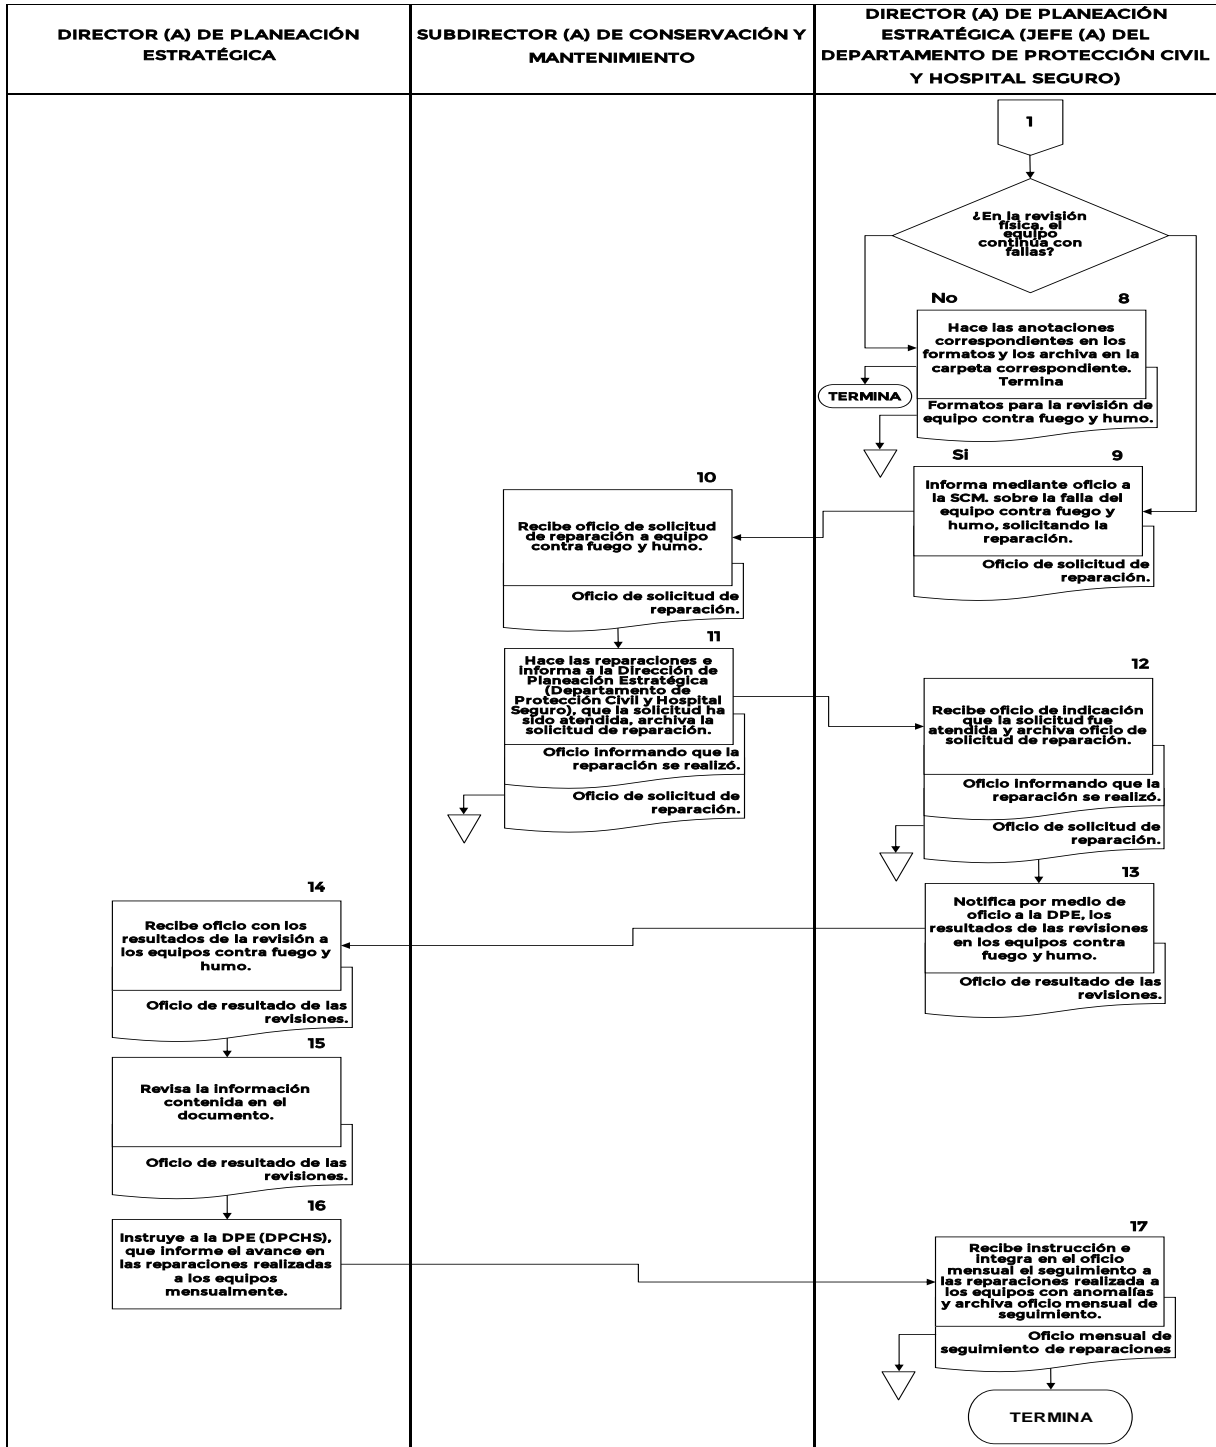 DIRECTOR (A) DE PLANEACIÓN
ESTRATÉGICA
SUBDIRECTOR (A) DE CONSERVACIÓN Y
MANTENIMIENTO
DIRECTOR (A) DE PLANEACIÓN
ESTRATÉGICA (JEFE (A) DEL
DEPARTAMENTO DE PROTECCIÓN CIVIL
Y HOSPITAL SEGURO)
1
¿En la revisión
física, el
equipo
continúa con
fallas?
No
8
Hace las anotaciones
correspondientes en los
formatos y los archiva en la
carpeta correspondiente.
Termina
TERMINA
Formatos para la revisión de
equipo contra fuego y humo.
Si
9
Informa mediante oficio a
la SCM. sobre la falla del
equipo contra fuego y
humo, solicitando la
reparación.
Oficio de solicitud de
reparación.
10
Recibe oficio de solicitud
de reparación a equipo
contra fuego y humo.
Oficio de solicitud de
reparación.
11
Hace las reparaciones e
informa a la Dirección de
Planeación Estratégica
(Departamento de
Protección Civil y Hospital
Seguro), que la solicitud ha
sido atendida, archiva la
solicitud de reparación.
Oficio informando que la
reparación se realizó.
Oficio de solicitud de
reparación.
12
Recibe oficio de indicación
que la solicitud fue
atendida y archiva oficio de
solicitud de reparación.
Oficio informando que la
reparación se realizó.
Oficio de solicitud de
reparación.
13
Notifica por medio de
oficio a la DPE, los
resultados de las revisiones
en los equipos contra
fuego y humo.
Oficio de resultado de las
revisiones.
14
Recibe oficio con los
resultados de la revisión a
los equipos contra fuego y
humo.
Oficio de resultado de las
revisiones.
15
Revisa la información
contenida en el
documento.
Oficio de resultado de las
revisiones.
16
Instruye a la DPE (DPCHS),
que informe el avance en
las reparaciones realizadas
a los equipos
mensualmente.
17
Recibe instrucción e
integra en el oficio
mensual el seguimiento a
las reparaciones realizada a
los equipos con anomalías
y archiva oficio mensual de
seguimiento.
Oficio mensual de
seguimiento de reparaciones
TERMINA